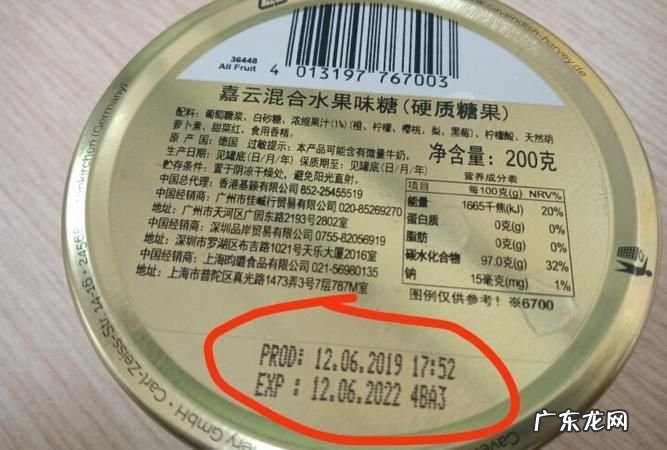 www.cavendish-harvey.de
36448
All Fruit
4 013197 767003
嘉云混合水果味糖(硬质糖果)
配料: 葡萄糖浆、白砂糖、浓缩果汁(1%)(橙、柠檬、樱桃、梨、黑莓)、柠檬酸、天然胡
萝卜素、甜菜红、食用香精。
原 产 国: 德国 过敏提示: 本产品可能含有微量牛奶。
净含量: 200克
生产日期: 见罐底(日/月/年) 保质期至: 见罐底(日/月/年)
贮存条件: 置于阴凉干燥处, 避免阳光直射。
中国总代理: 香港基颖有限公司 852-25455519
中国经销商: 广州市佳饎行贸易有限公司 020-85269270
地址: 广州市天河区广园东路2193号2802室
中国经销商: 深圳品岸贸易有限公司 0755-82056919
地址: 深圳市罗湖区布吉路1021号天乐大厦2016室
中国经销商: 上海昀璐食品有限公司 021-56980135
地址: 上海市普陀区真光路1473弄3号7层787M室
营养成分表
项目 每100克(g) NRV%
能量 1665千焦(kJ) 20%
蛋白质 0克(g) 0%
脂肪 0克(g) 0%
碳水化合物 97.0克(g) 32%
钠 15毫克(mg) 1%
图例仅供参考! ※6700
PROD: 12.06.2019 17:52
EXP : 12.06.2022 4BA3
Carl-Zeiss-Str. 14-16
(Germany)
广东龙网